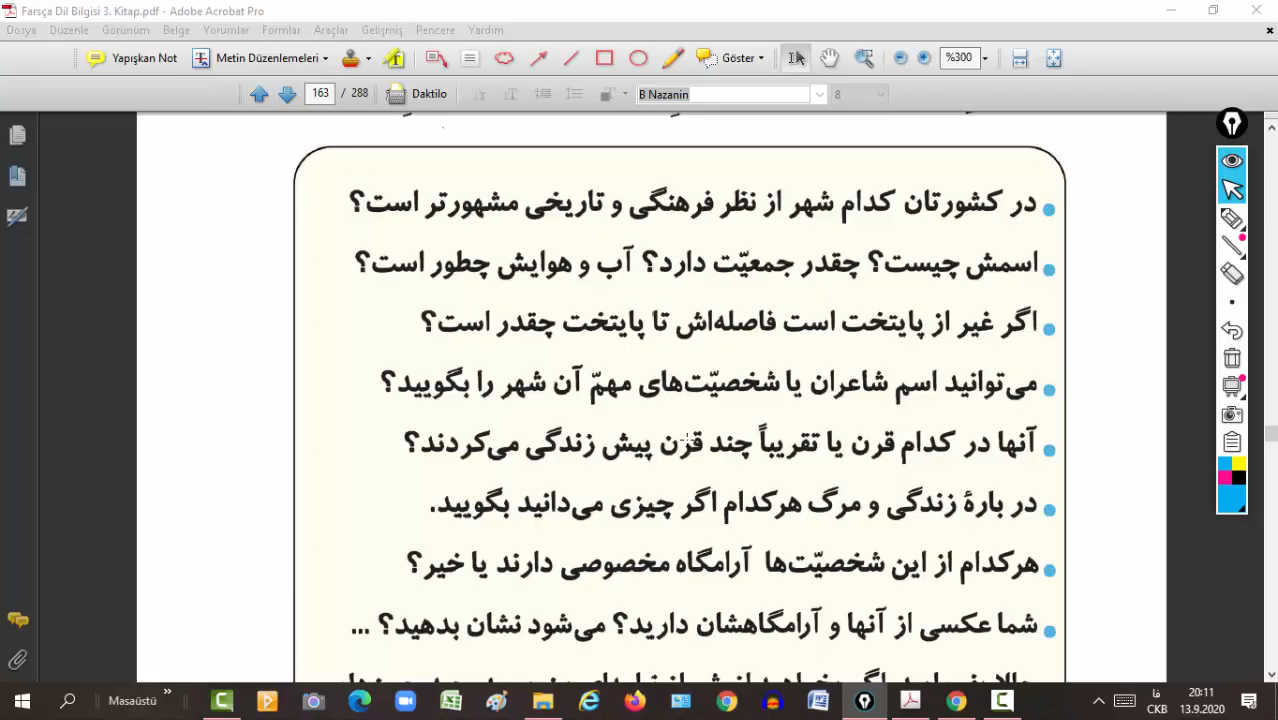 Farsça Dil Bilgisi 3. Kitap.pdf - Adobe Acrobat Pro
Dosya Düzenle Görünüm Belge Yorumlar Formlar Araçlar Gelişmiş Pencere Yardım
Yapışkan Not Metin Düzenlemeleri Göster %300
163 / 288 Daktilo B Nazanin 8
در کشورتان کدام شهر از نظر فرهنگی و تاریخی مشهورتر است؟
اسمش چیست؟ چقدر جمعیّت دارد؟ آب و هوایش چطور است؟
اگر غیر از پایتخت است فاصله‌اش تا پایتخت چقدر است؟
می‌توانید اسم شاعران یا شخصیّت‌های مهمّ آن شهر را بگویید؟
آنها در کدام قرن یا تقریباً چند قرن پیش زندگی می‌کردند؟
در بارهٔ زندگی و مرگ هرکدام اگر چیزی می‌دانید بگویید.
هرکدام از این شخصیّت‌ها آرامگاه مخصوصی دارند یا خیر؟
شما عکسی از آنها و آرامگاهشان دارید؟ می‌شود نشان بدهید؟ ...
Masaüstü فا 20:11
CKB 13.9.2020